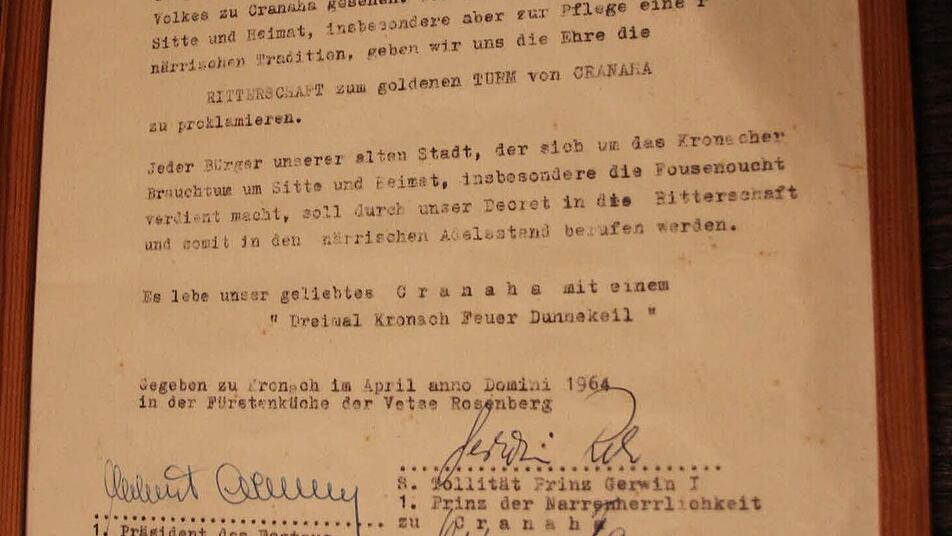 Volkes zu Cranaha gesehen.
Sitte und Heimat, insbesondere aber zur Pflege eine r
närrischen Tradition, geben wir uns die Ehre die
RITTERSCHAFT zum goldenen TURM von CRANAHA
zu proklamieren.
Jeder Bürger unserer alten Stadt, der sich um das Kronacher
Brauchtum um Sitte und Heimat, insbesondere die Fousenoucht
verdient macht, soll durch unser Decret in die Ritterschaft
und somit in den närrischen Adelsstand berufen werden.
Es lebe unser geliebtes C r a n a h a mit einem
" Dreimal Kronach Feuer Dunnekeil "
Gegeben zu Kronach im April anno Domini 1964
in der Fürstenküche der Vetse Rosenberg
S. Tollität Prinz Gerwin I
1. Prinz der Narrenherrlichkeit
zu C r a n a h a
1. Präsident des